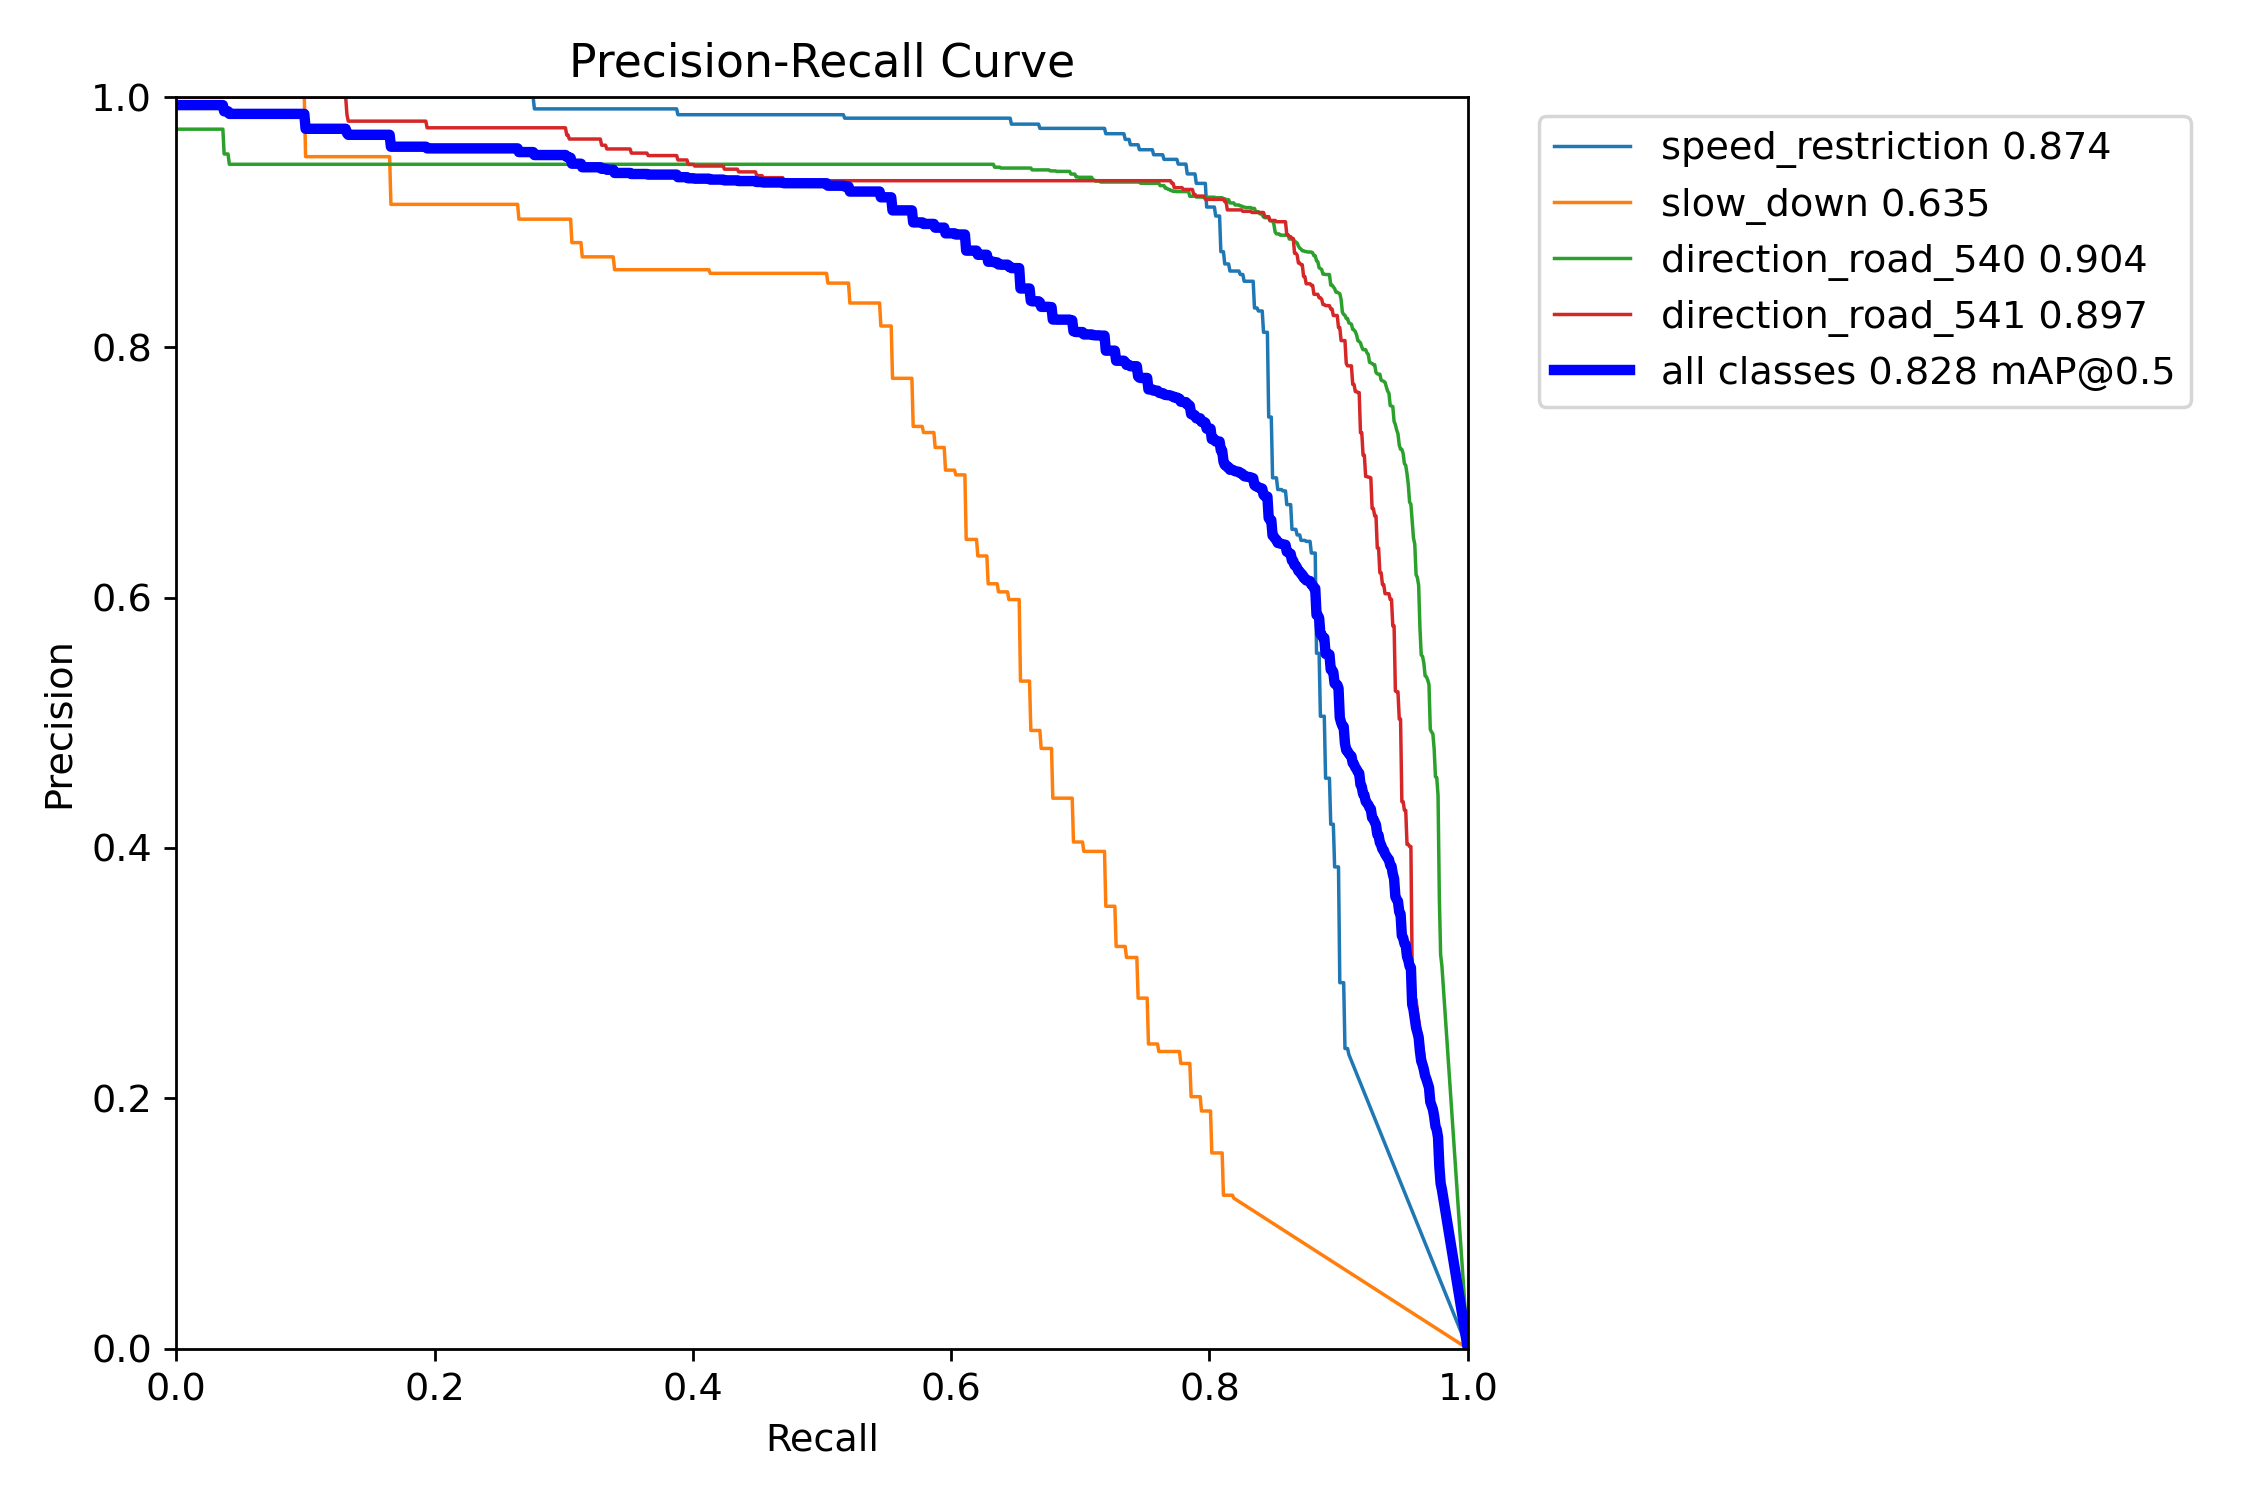 Precision-Recall Curve
1.0
0.8
0.6
0.4
0.2
0.0
Precision
0.0 0.2 0.4 0.6 0.8 1.0
Recall
speed_restriction 0.874
slow_down 0.635
direction_road_540 0.904
direction_road_541 0.897
all classes 0.828 mAP@0.5